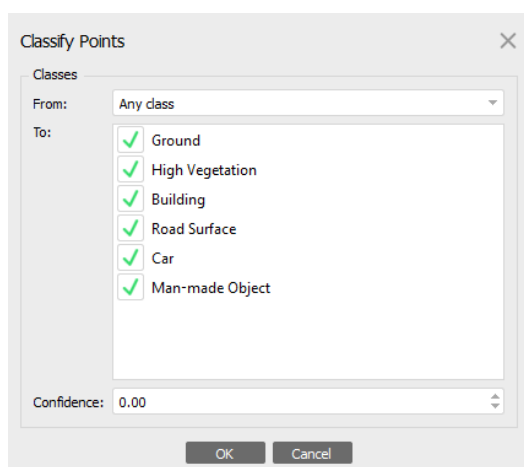 Classify Points
Classes
From: Any class
To:
Ground
High Vegetation
Building
Road Surface
Car
Man-made Object
Confidence: 0.00
OK Cancel